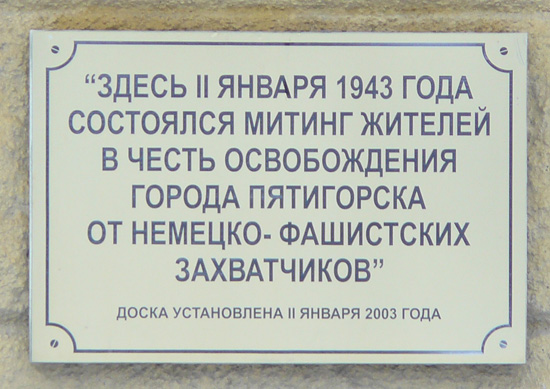 “ЗДЕСЬ II ЯНВАРЯ 1943 ГОДА
СОСТОЯЛСЯ МИТИНГ ЖИТЕЛЕЙ
В ЧЕСТЬ ОСВОБОЖДЕНИЯ
ГОРОДА ПЯТИГОРСКА
ОТ НЕМЕЦКО- ФАШИСТСКИХ
ЗАХВАТЧИКОВ”
ДОСКА УСТАНОВЛЕНА II ЯНВАРЯ 2003 ГОДА